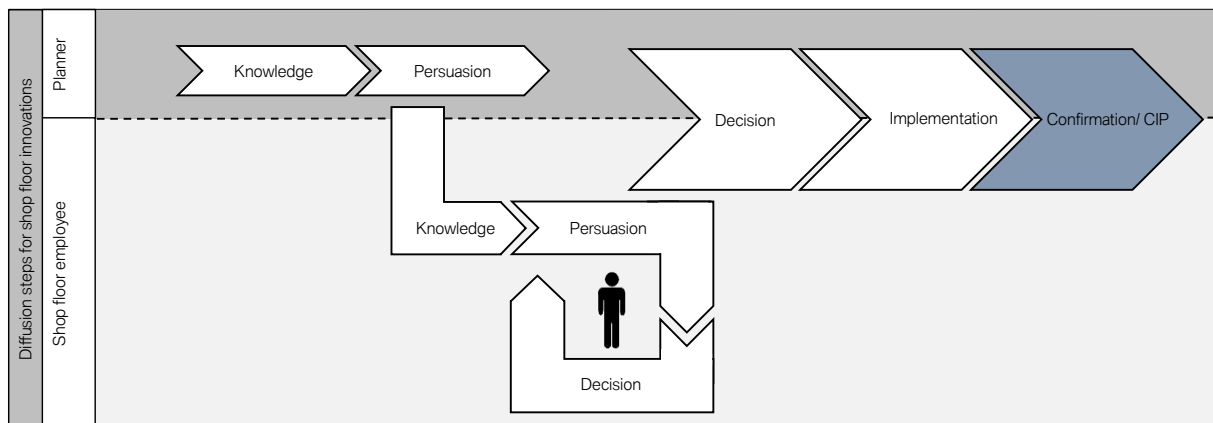 Diffusion steps for shop floor innovations
Planner
Knowledge
Persuasion
Decision
Implementation
Confirmation/ CIP
Shop floor employee
Knowledge
Persuasion
Decision